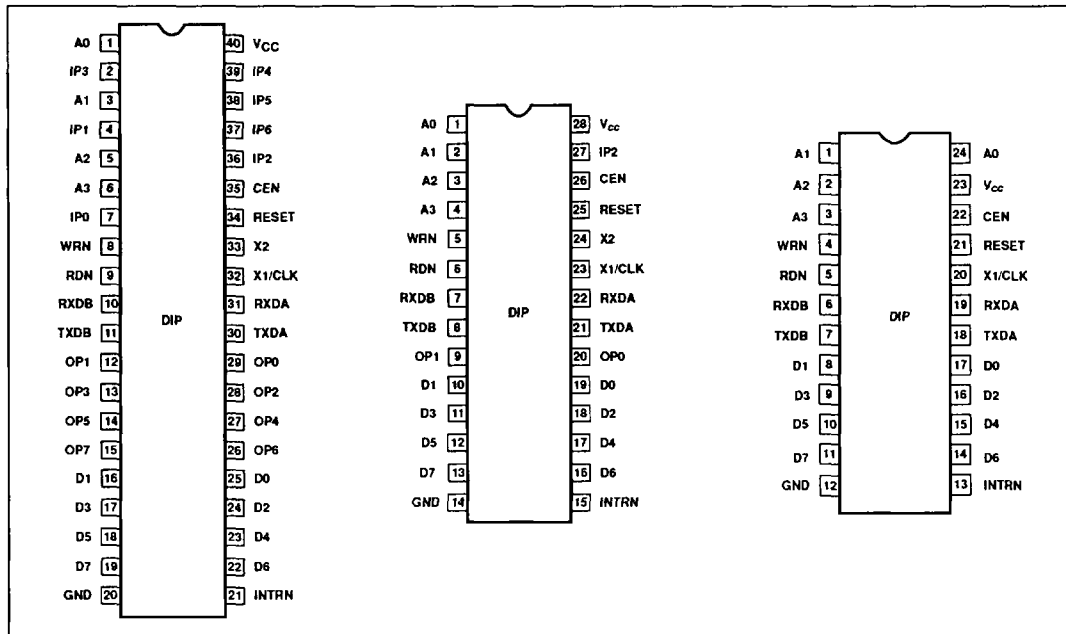 A0 1 40 VCC
IP3 2 39 IP4
A1 3 38 IP5
IP1 4 37 IP6
A2 5 36 IP2
A3 6 35 CEN
IP0 7 34 RESET
WRN 8 33 X2
RDN 9 32 X1/CLK
RXDB 10 31 RXDA
TXDB 11 30 TXDA
OP1 12 29 OP0
OP3 13 28 OP2
OP5 14 27 OP4
OP7 15 26 OP6
D1 16 25 D0
D3 17 24 D2
D5 18 23 D4
D7 19 22 D6
GND 20 21 INTRN
DIP
A0 1 28 Vcc
A1 2 27 IP2
A2 3 26 CEN
A3 4 25 RESET
WRN 5 24 X2
RDN 6 23 X1/CLK
RXDB 7 22 RXDA
TXDB 8 21 TXDA
OP1 9 20 OP0
D1 10 19 D0
D3 11 18 D2
D5 12 17 D4
D7 13 16 D6
GND 14 15 INTRN
DIP
A1 1 24 A0
A2 2 23 Vcc
A3 3 22 CEN
WRN 4 21 RESET
RDN 5 20 X1/CLK
RXDB 6 19 RXDA
TXDB 7 18 TXDA
D1 8 17 D0
D3 9 16 D2
D5 10 15 D4
D7 11 14 D6
GND 12 13 INTRN
DIP